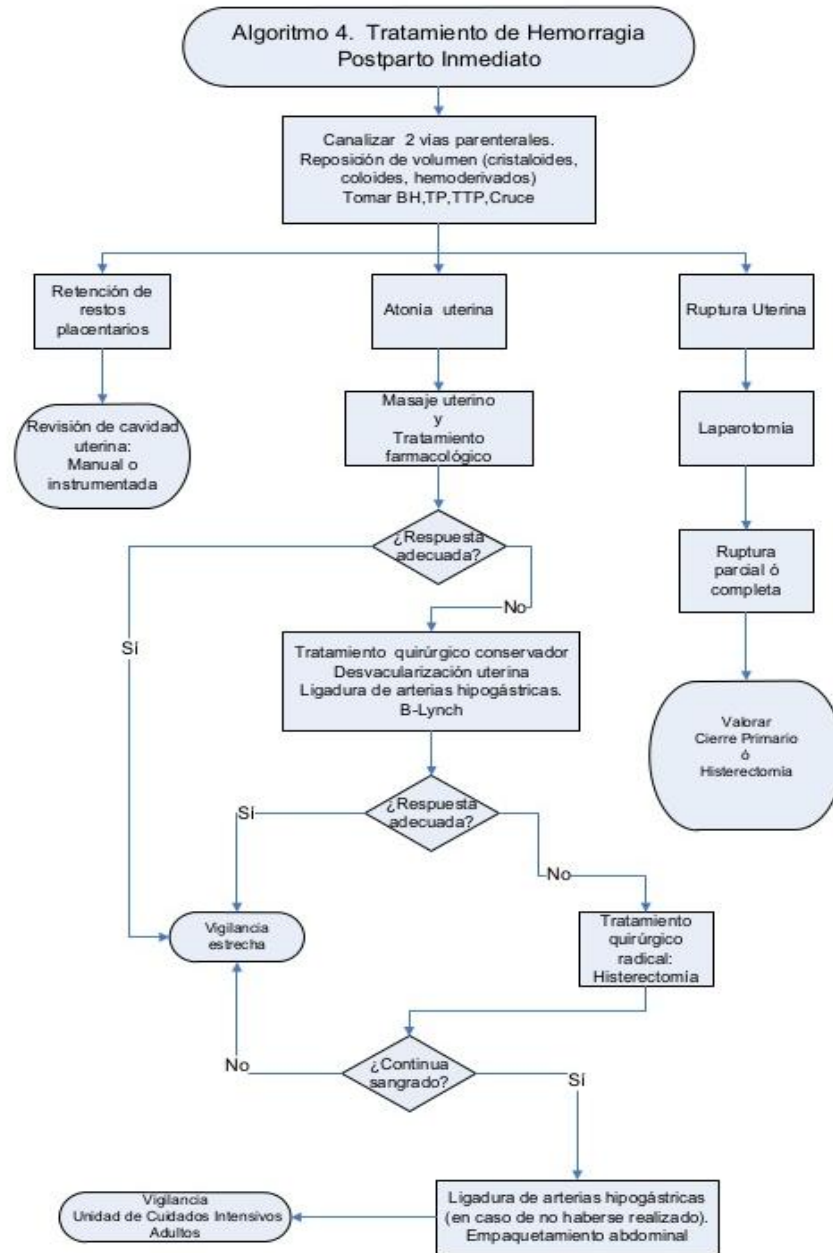 Algoritmo 4. Tratamiento de Hemorragia
Postparto Inmediato
Canalizar 2 vías parenterales.
Reposición de volumen (cristaloides,
coloides, hemoderivados)
Tomar BH,TP,TTP,Cruce
Retención de
restos
placentarios
Atonía uterina
Ruptura Uterina
Revisión de cavidad
uterina:
Manual o
instrumentada
Masaje uterino
y
Tratamiento
farmacológico
Laparotomía
¿Respuesta
adecuada?
Ruptura
parcial ó
completa
No
Sí
Tratamiento quirúrgico conservador
Desvacularización uterina
Ligadura de arterias hipogástricas.
B-Lynch
Valorar
Cierre Primario
ó
Histerectomía
¿Respuesta
adecuada?
Sí
No
Vigilancia
estrecha
Tratamiento
quirúrgico
radical:
Histerectomía
¿Continua
sangrado?
No
Sí
Ligadura de arterias hipogástricas
(en caso de no haberse realizado).
Empaquetamiento abdominal
Vigilancia
Unidad de Cuidados Intensivos
Adultos